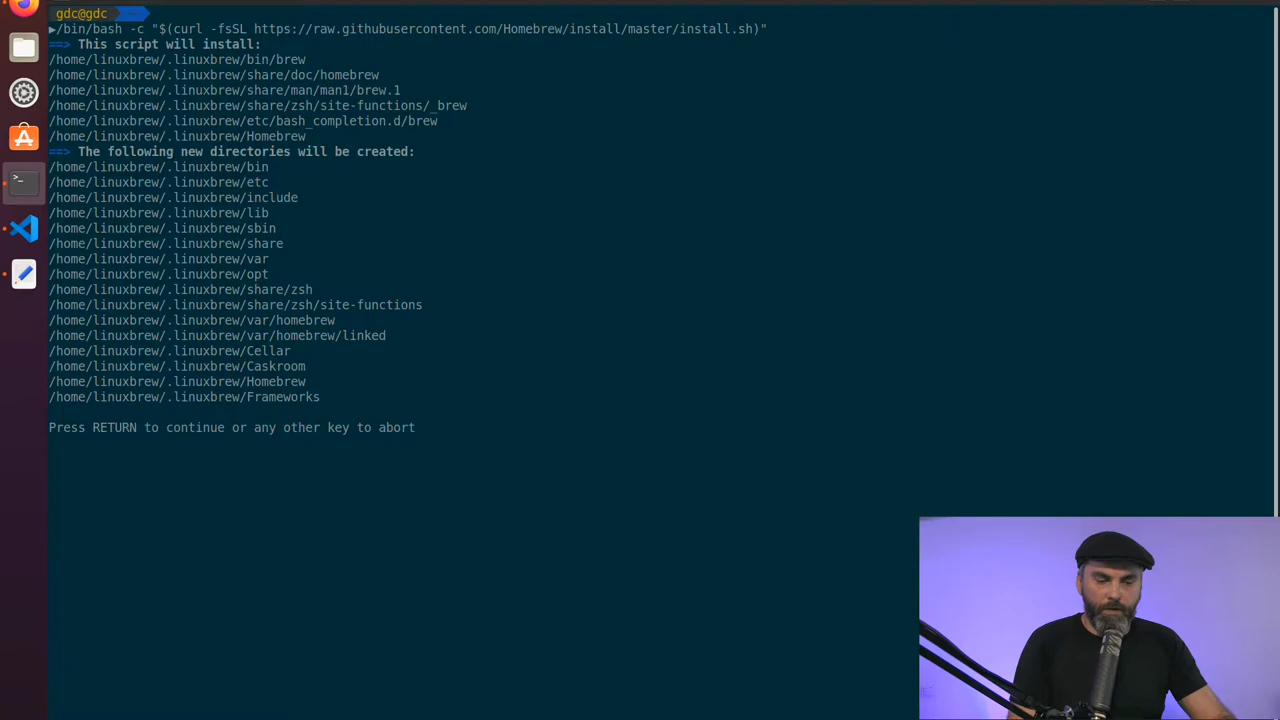 gdc@gdc ~
▶/bin/bash -c "$(curl -fsSL https://raw.githubusercontent.com/Homebrew/install/master/install.sh)"
==> This script will install:
/home/linuxbrew/.linuxbrew/bin/brew
/home/linuxbrew/.linuxbrew/share/doc/homebrew
/home/linuxbrew/.linuxbrew/share/man/man1/brew.1
/home/linuxbrew/.linuxbrew/share/zsh/site-functions/_brew
/home/linuxbrew/.linuxbrew/etc/bash_completion.d/brew
/home/linuxbrew/.linuxbrew/Homebrew
==> The following new directories will be created:
/home/linuxbrew/.linuxbrew/bin
/home/linuxbrew/.linuxbrew/etc
/home/linuxbrew/.linuxbrew/include
/home/linuxbrew/.linuxbrew/lib
/home/linuxbrew/.linuxbrew/sbin
/home/linuxbrew/.linuxbrew/share
/home/linuxbrew/.linuxbrew/var
/home/linuxbrew/.linuxbrew/opt
/home/linuxbrew/.linuxbrew/share/zsh
/home/linuxbrew/.linuxbrew/share/zsh/site-functions
/home/linuxbrew/.linuxbrew/var/homebrew
/home/linuxbrew/.linuxbrew/var/homebrew/linked
/home/linuxbrew/.linuxbrew/Cellar
/home/linuxbrew/.linuxbrew/Caskroom
/home/linuxbrew/.linuxbrew/Homebrew
/home/linuxbrew/.linuxbrew/Frameworks
Press RETURN to continue or any other key to abort